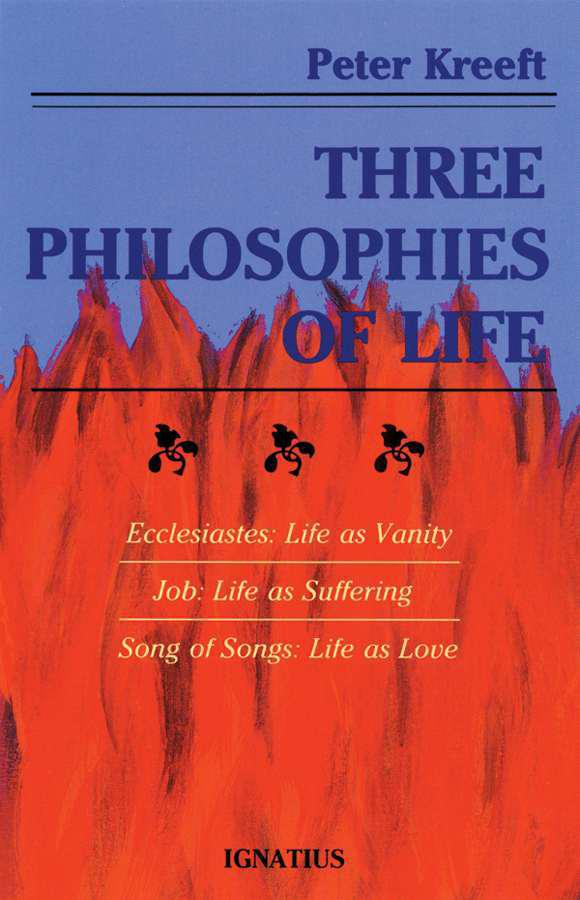 Peter Kreeft
THREE
PHILOSOPHIES
OF LIFE
Ecclesiastes: Life as Vanity
Job: Life as Suffering
Song of Songs: Life as Love
IGNATIUS